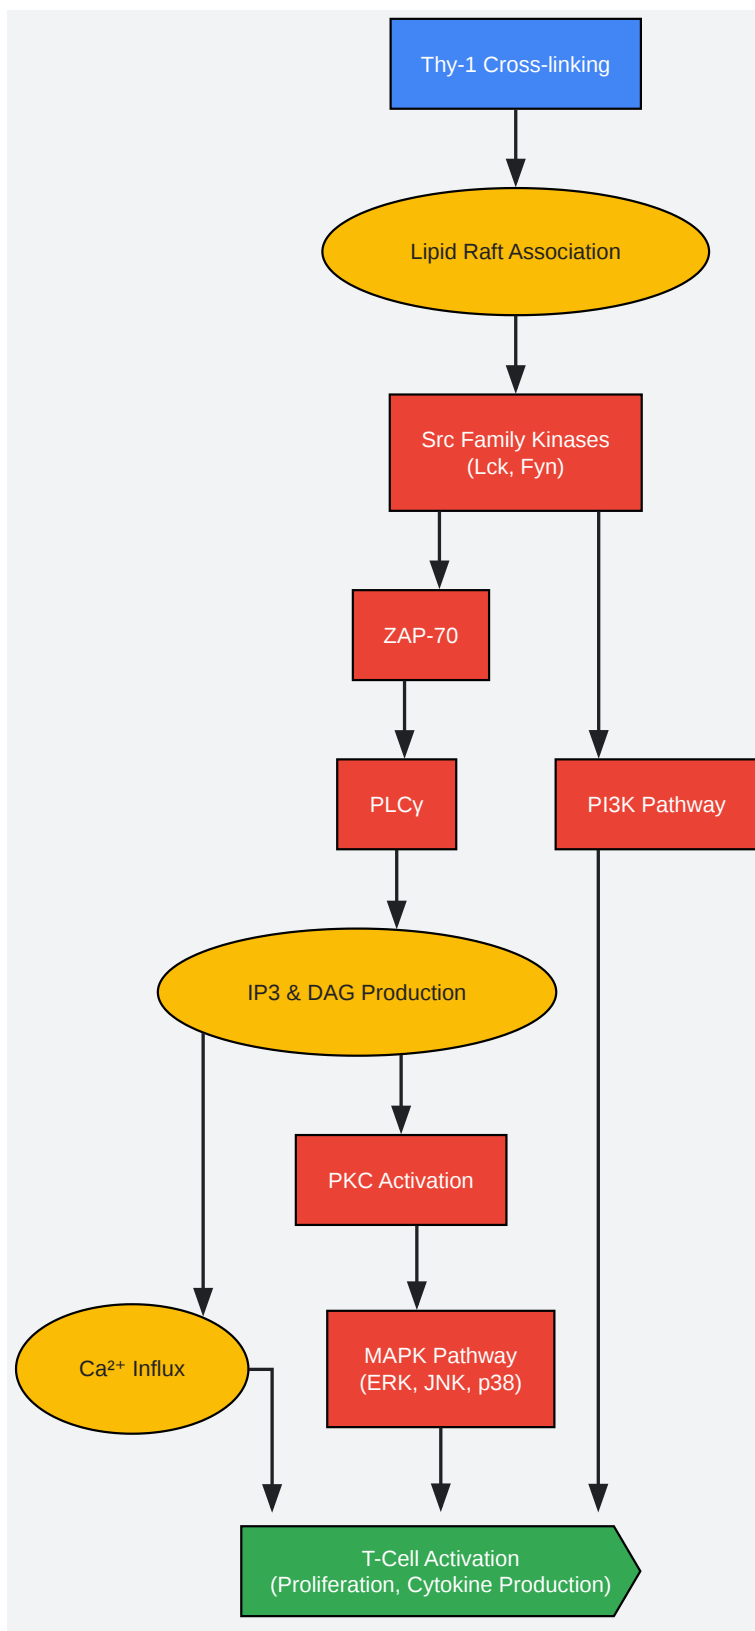 Thy-1 Cross-linking
Lipid Raft Association
Src Family Kinases
(Lck, Fyn)
ZAP-70
PLCγ
PI3K Pathway
IP3 & DAG Production
PKC Activation
Ca²⁺ Influx
MAPK Pathway
(ERK, JNK, p38)
T-Cell Activation
(Proliferation, Cytokine Production)